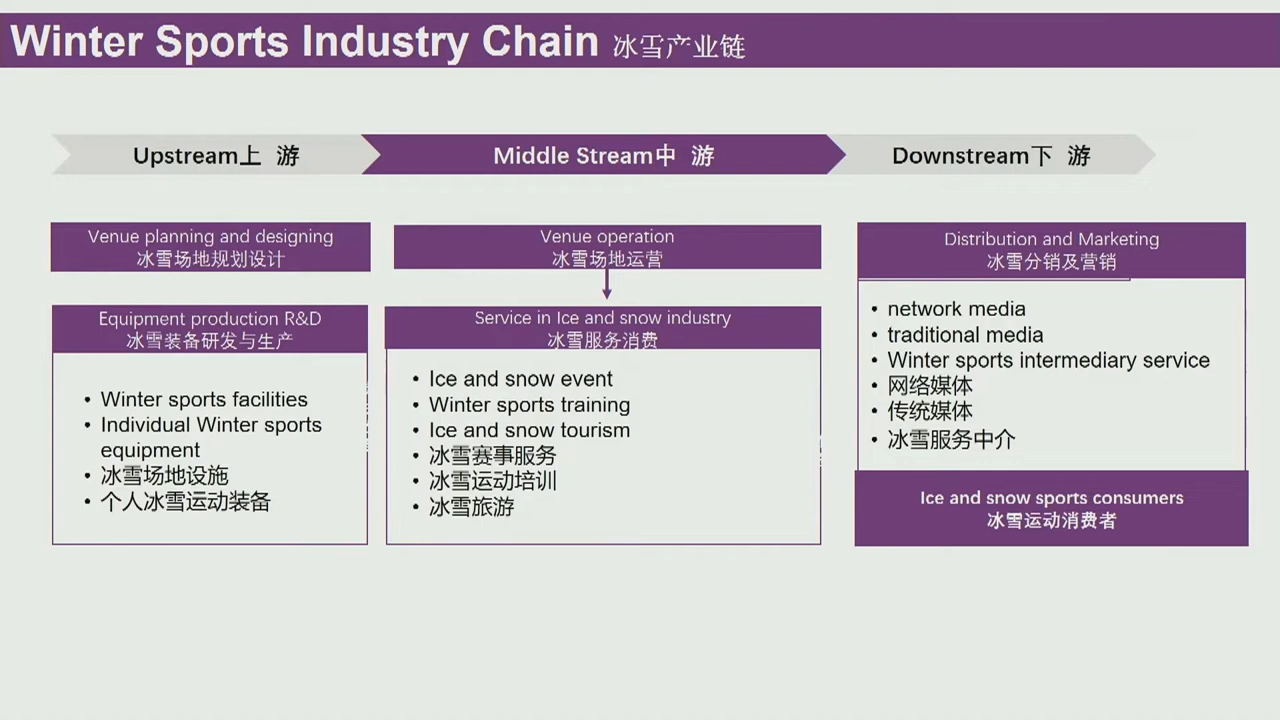 Winter Sports Industry Chain 冰雪产业链
Upstream上 游
Middle Stream中 游
Downstream下 游
Venue planning and designing
冰雪场地规划设计
Equipment production R&D
冰雪装备研发与生产
• Winter sports facilities
• Individual Winter sports
equipment
• 冰雪场地设施
• 个人冰雪运动装备
Venue operation
冰雪场地运营
Service in Ice and snow industry
冰雪服务消费
• Ice and snow event
• Winter sports training
• Ice and snow tourism
• 冰雪赛事服务
• 冰雪运动培训
• 冰雪旅游
Distribution and Marketing
冰雪分销及营销
• network media
• traditional media
• Winter sports intermediary service
• 网络媒体
• 传统媒体
• 冰雪服务中介
Ice and snow sports consumers
冰雪运动消费者